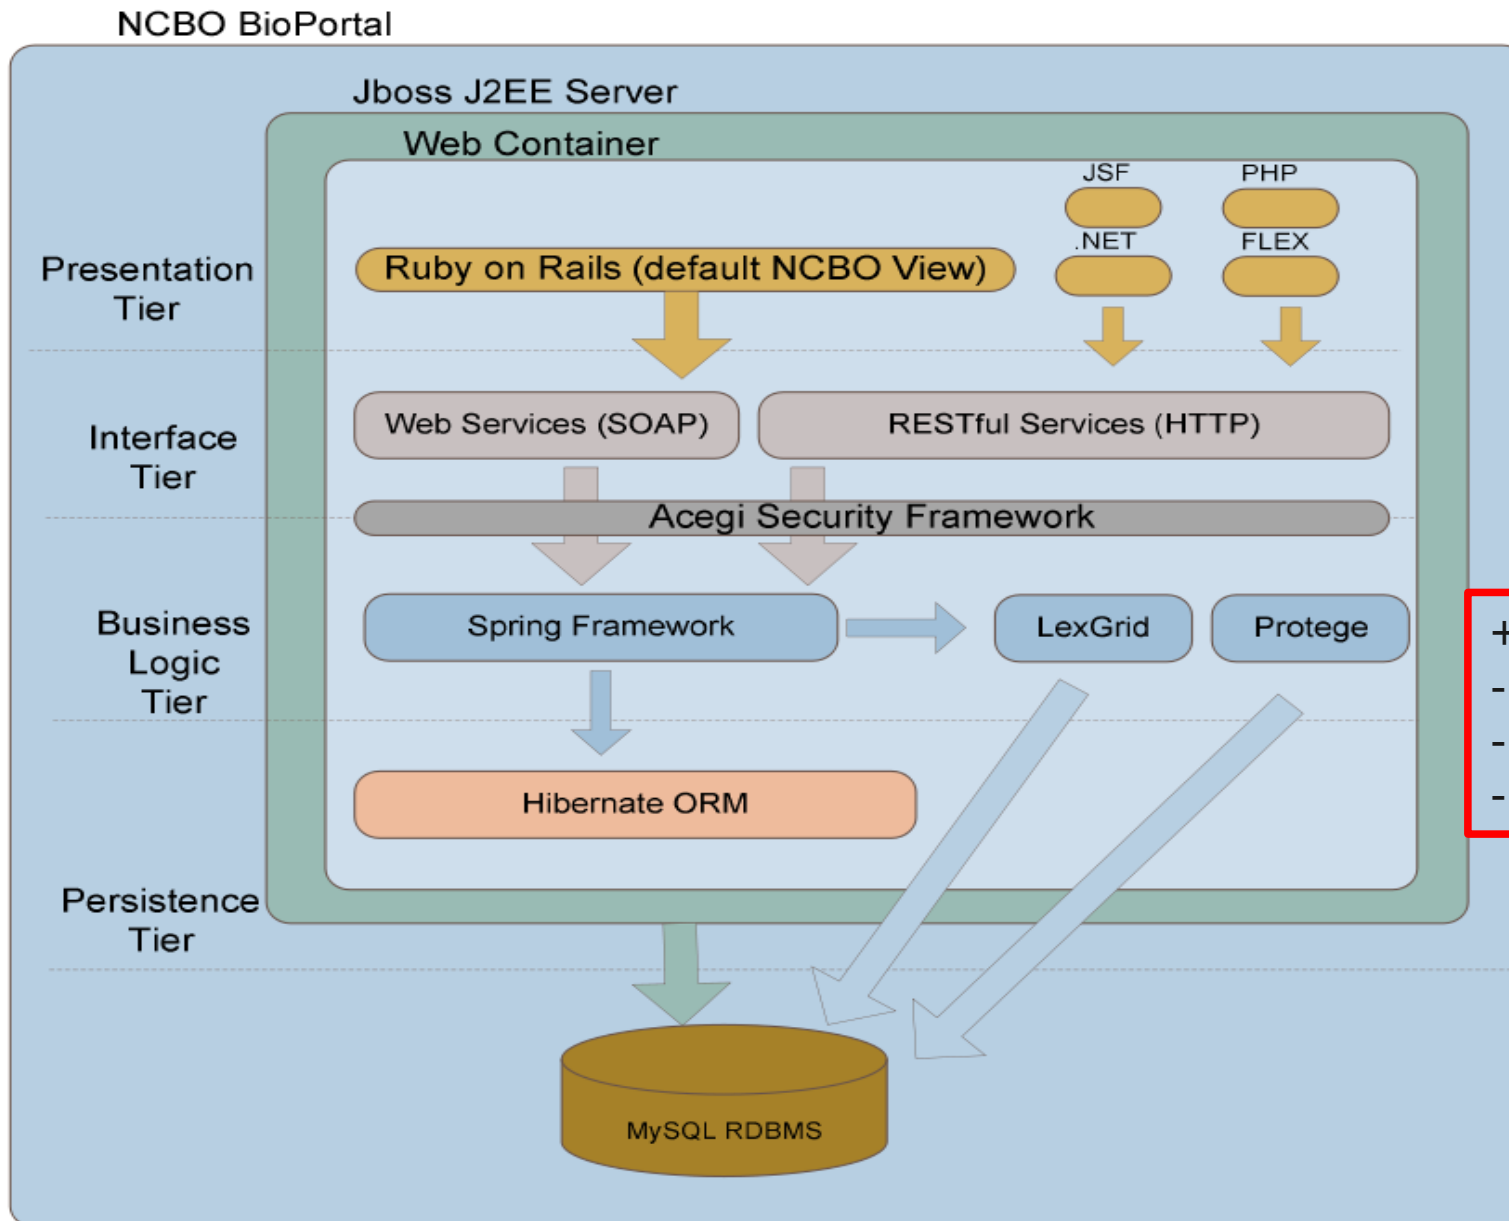 NCBO BioPortal
Jboss J2EE Server
Web Container
JSF
PHP
.NET
FLEX
Presentation
Tier
Ruby on Rails (default NCBO View)
Interface
Tier
Web Services (SOAP)
RESTful Services (HTTP)
Acegi Security Framework
Business
Logic
Tier
Spring Framework
LexGrid
Protege
+
-
-
-
Hibernate ORM
Persistence
Tier
MySQL RDBMS